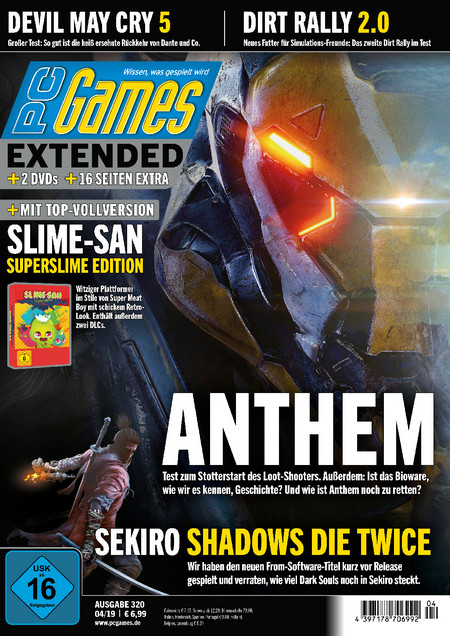 DEVIL MAY CRY 5
Großer Test: So gut ist die heiß ersehnte Rückkehr von Dante und Co.
DIRT RALLY 2.0
Neues Futter für Simulations-Freunde: Das zweite Dirt Rally im Test
Wissen, was gespielt wird
PC Games
EXTENDED
+2 DVDs +16 SEITEN EXTRA
+MIT TOP-VOLLVERSION
SLIME-SAN
SUPERSLIME EDITION
SLIME-SAN
Witziger Plattformer
im Stile von Super Meat
Boy mit schickem Retro-
Look. Enthält außerdem
zwei DLCs.
ANTHEM
Test zum Stotterstart des Loot-Shooters. Außerdem: Ist das Bioware,
wie wir es kennen, Geschichte? Und wie ist Anthem noch zu retten?
SEKIRO SHADOWS DIE TWICE
Wir haben den neuen From-Software-Titel kurz vor Release
gespielt und verraten, wie viel Dark Souls noch in Sekiro steckt.
USK
16
Freigegeben
AUSGABE 320
04/19 | € 6,99
www.pcgames.de
04
4 397178 706992